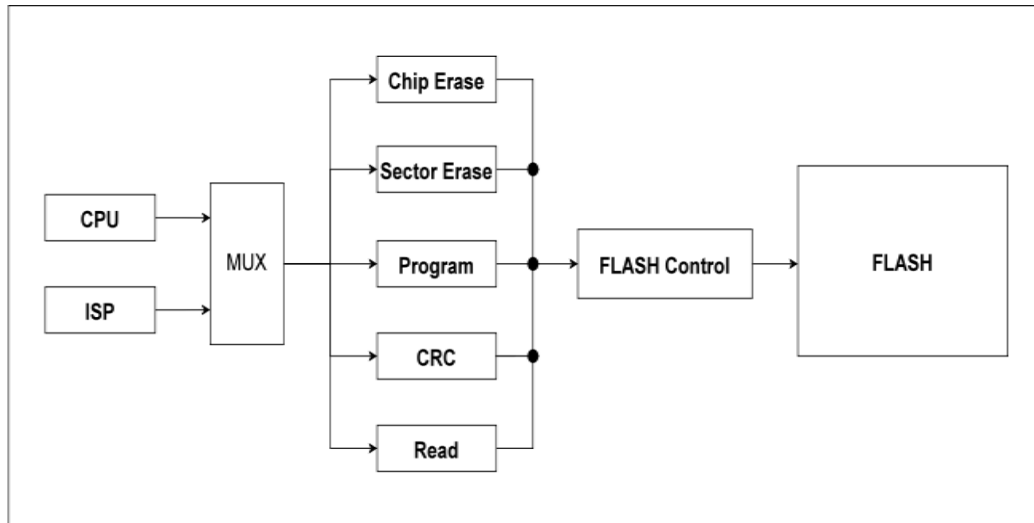 Chip Erase
Sector Erase
CPU
MUX
Program
FLASH Control
FLASH
ISP
CRC
Read